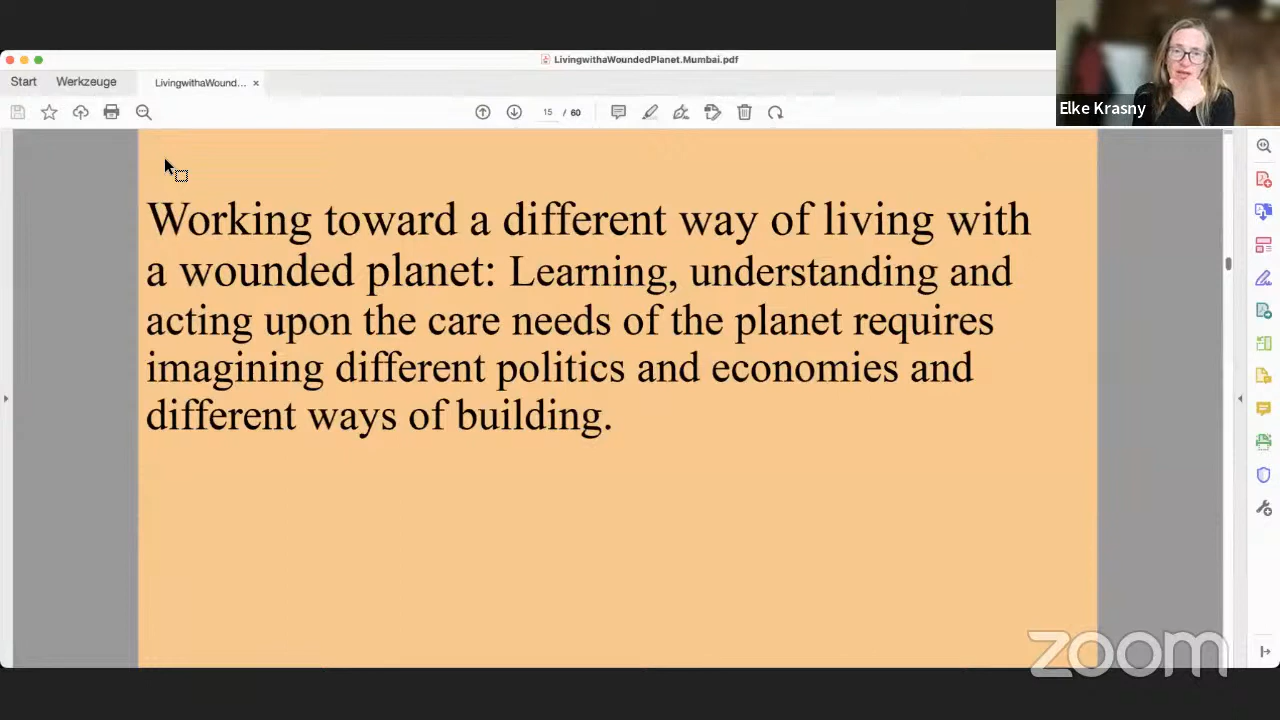 LivingwithaWoundedPlanet.Mumbai.pdf
Start
Werkzeuge
LivingwithaWound...
15 / 60
Elke Krasny
Working toward a different way of living with
a wounded planet: Learning, understanding and
acting upon the care needs of the planet requires
imagining different politics and economies and
different ways of building.
zoom